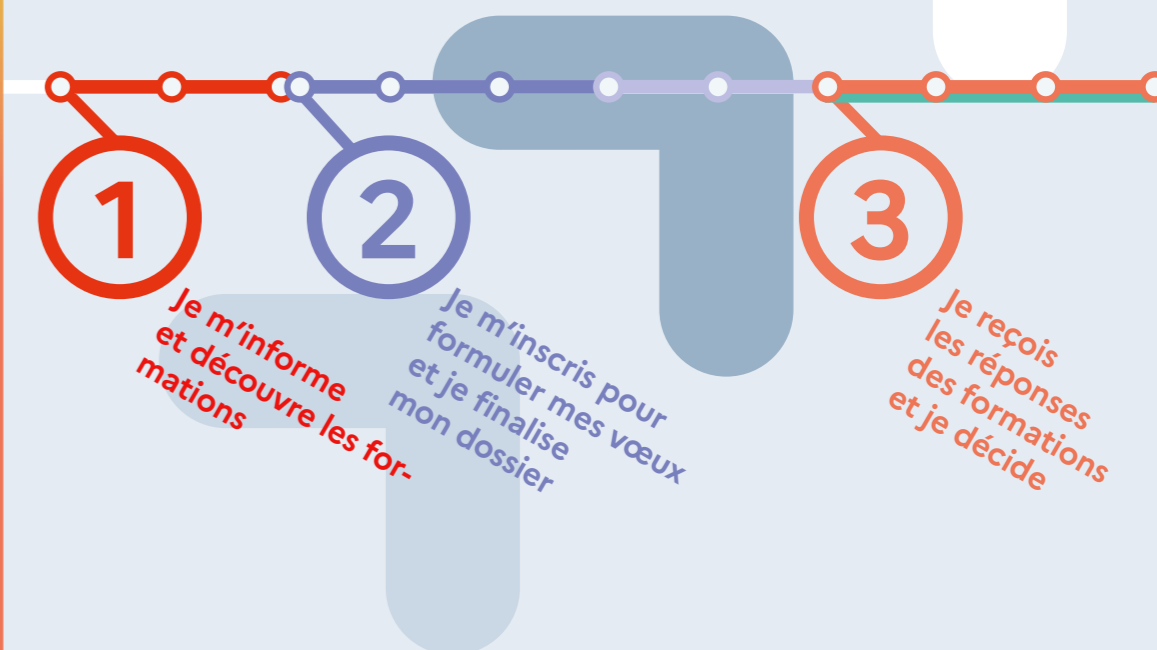 1
Je m'informe
et découvre les for-
mations
2
Je m'inscris pour
formuler mes vœux
et je finalise
mon dossier
3
Je reçois
les réponses
des formations
et je décide